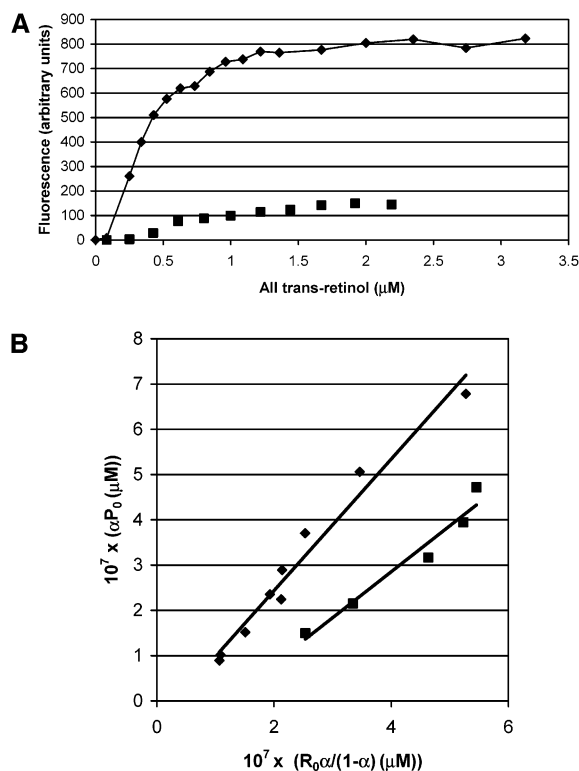 A
Fluorescence (arbitrary units)
900
800
700
600
500
400
300
200
100
0
0 0.5 1 1.5 2 2.5 3 3.5
All trans-retinol (μM)
B
10⁷ x (αP₀ (μM))
8
7
6
5
4
3
2
1
0
0 2 4 6
10⁷ x (R₀α/(1-α) (μM))